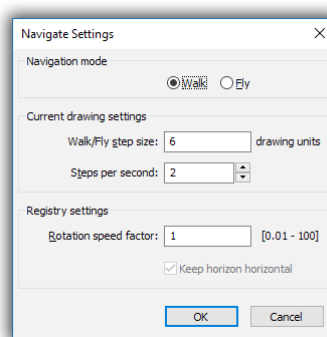 Navigate Settings
Navigation mode
Walk Fly
Current drawing settings
Walk/Fly step size: 6 drawing units
Steps per second: 2
Registry settings
Rotation speed factor: 1 [0.01 - 100]
Keep horizon horizontal
OK Cancel